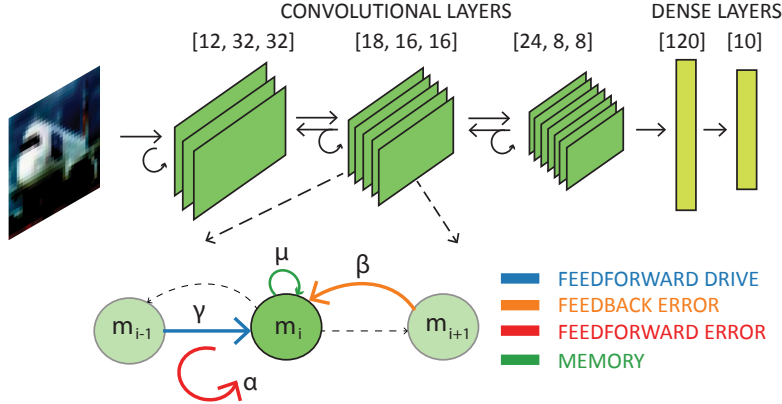 CONVOLUTIONAL LAYERS
DENSE LAYERS
[12, 32, 32]
[18, 16, 16]
[24, 8, 8]
[120]
[10]
μ
β
γ
α
m i-1
m i
m i+1
FEEDFORWARD DRIVE
FEEDBACK ERROR
FEEDFORWARD ERROR
MEMORY